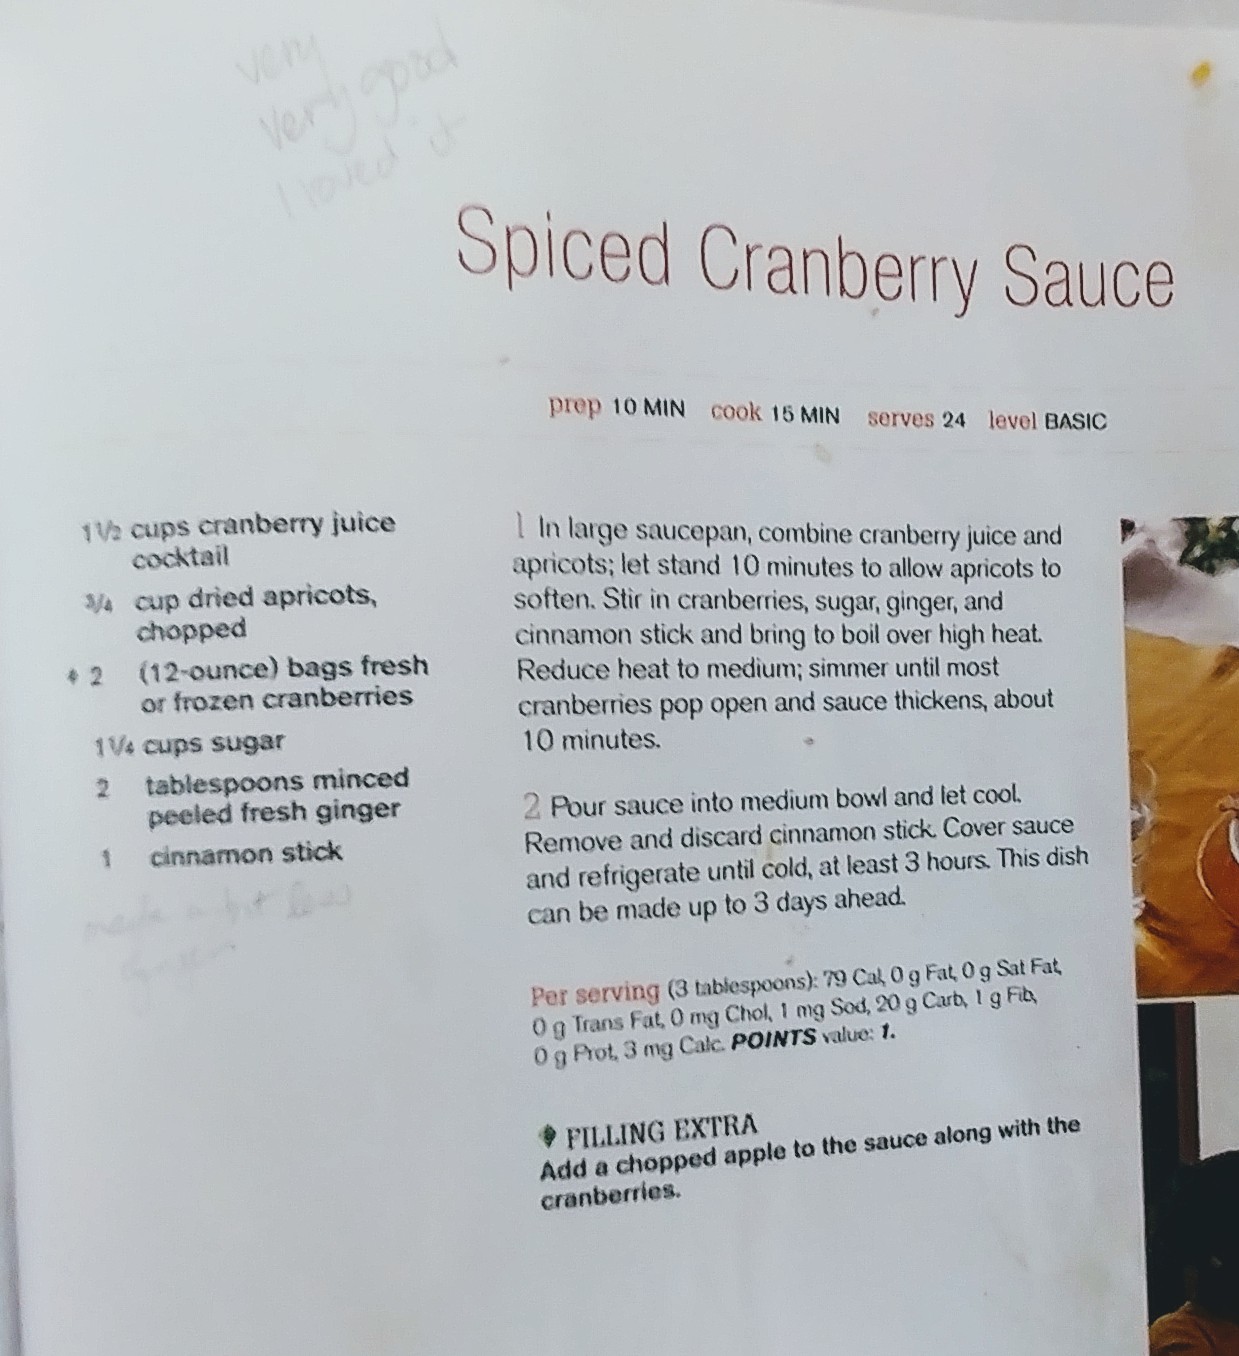 very
very good
I loved it
Spiced Cranberry Sauce
prep 10 MIN cook 15 MIN serves 24 level BASIC
1 ½ cups cranberry juice
cocktail
¾ cup dried apricots,
chopped
2 (12-ounce) bags fresh
or frozen cranberries
1 ¼ cups sugar
2 tablespoons minced
peeled fresh ginger
1 cinnamon stick
maybe a bit less
ginger
1 In large saucepan, combine cranberry juice and
apricots; let stand 10 minutes to allow apricots to
soften. Stir in cranberries, sugar, ginger, and
cinnamon stick and bring to boil over high heat.
Reduce heat to medium; simmer until most
cranberries pop open and sauce thickens, about
10 minutes.
2 Pour sauce into medium bowl and let cool.
Remove and discard cinnamon stick. Cover sauce
and refrigerate until cold, at least 3 hours. This dish
can be made up to 3 days ahead.
Per serving (3 tablespoons): 79 Cal, 0 g Fat, 0 g Sat Fat,
0 g Trans Fat, 0 mg Chol, 1 mg Sod, 20 g Carb, 1 g Fib,
0 g Prot, 3 mg Calc. POINTS value: 1.
FILLING EXTRA
Add a chopped apple to the sauce along with the
cranberries.